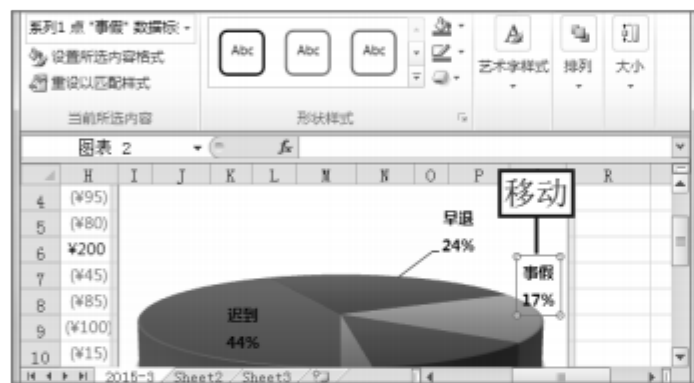 系列1 点 "事假" 数据标:
设置所选内容格式
重设以匹配样式
当前所选内容
Abc Abc Abc
形状样式
艺术字样式 排列 大小
图表 2 fx
H I J K L M N O P R
移动
4 (¥95)
5 (¥80)
6 ¥200
7 (¥45)
8 (¥85)
9 (¥100)
10 (¥15)
早退
24%
事假
17%
迟到
44%
2015-3 Sheet2 Sheet3